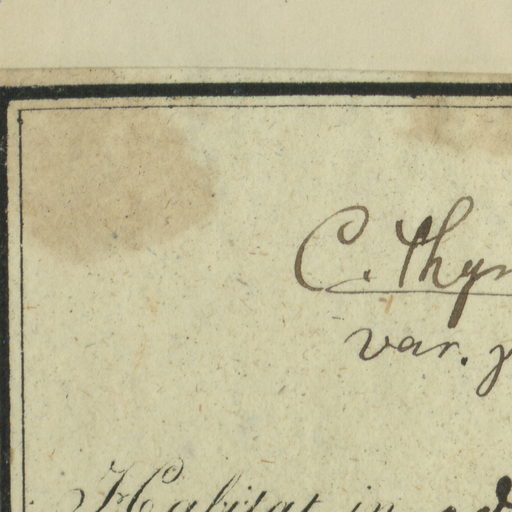 C. Thy
var.
Habitat in